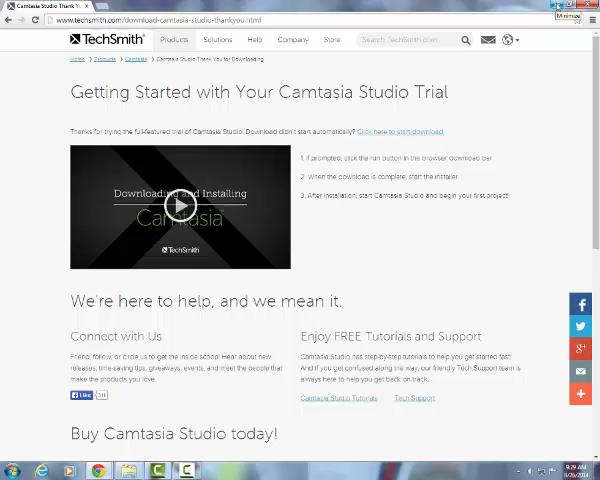 Camtasia Studio Thank Y
www.techsmith.com/download-camtasia-studio-thankyou.html
Minimize
TechSmith Products Solutions Help Company Store Search TechSmith.com
Home > Products > Camtasia > Camtasia Studio Thank You for Downloading
Getting Started with Your Camtasia Studio Trial
Thanks for trying the full-featured trial of Camtasia Studio! Download didn't start automatically? Click here to start download.
Downloading and Installing
Camtasia
TechSmith
1. If prompted, click the run button in the browser download bar
2. When the download is complete, start the installer
3. After installation, start Camtasia Studio and begin your first project!
We're here to help, and we mean it.
Connect with Us
Friend, follow, or circle us to get the inside scoop! Hear about new
releases, time-saving tips, giveaways, events, and meet the people that
make the products you love.
Like
Enjoy FREE Tutorials and Support
Camtasia Studio has step-by-step tutorials to help you get started fast!
And if you get confused along the way, our friendly Tech Support team is
always here to help you get back on track.
Camtasia Studio Tutorials Tech Support
Buy Camtasia Studio today!
9:29 AM
8/26/2014